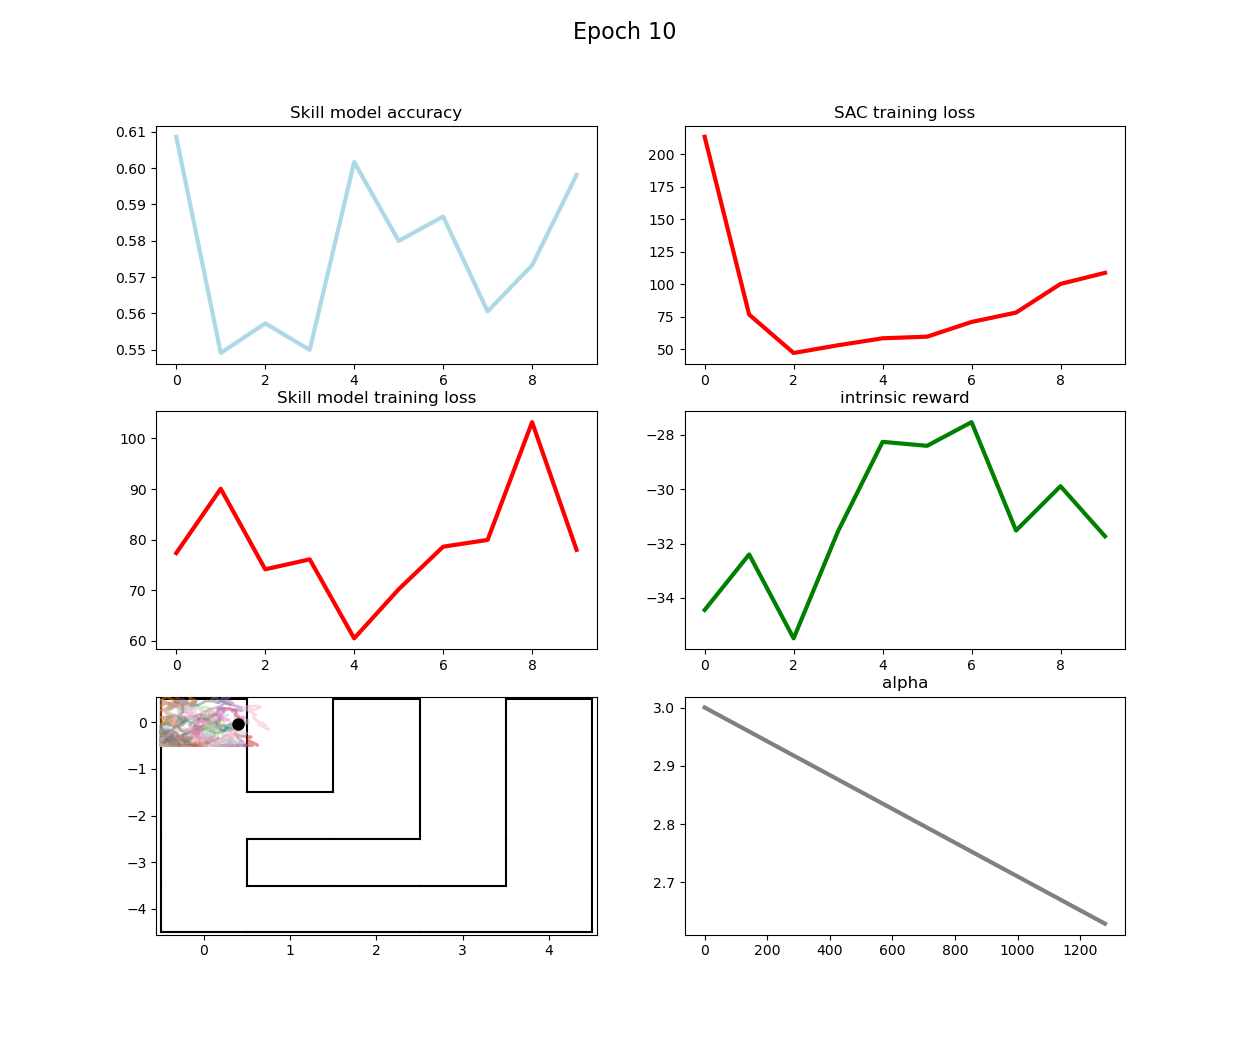 Epoch 10
Skill model accuracy
0.61
0.60
0.59
0.58
0.57
0.56
0.55
0 2 4 6 8
SAC training loss
200
175
150
125
100
75
50
0 2 4 6 8
Skill model training loss
100
90
80
70
60
0 2 4 6 8
intrinsic reward
−28
−30
−32
−34
0 2 4 6 8
0
−1
−2
−3
−4
0 1 2 3 4
alpha
3.0
2.9
2.8
2.7
0 200 400 600 800 1000 1200